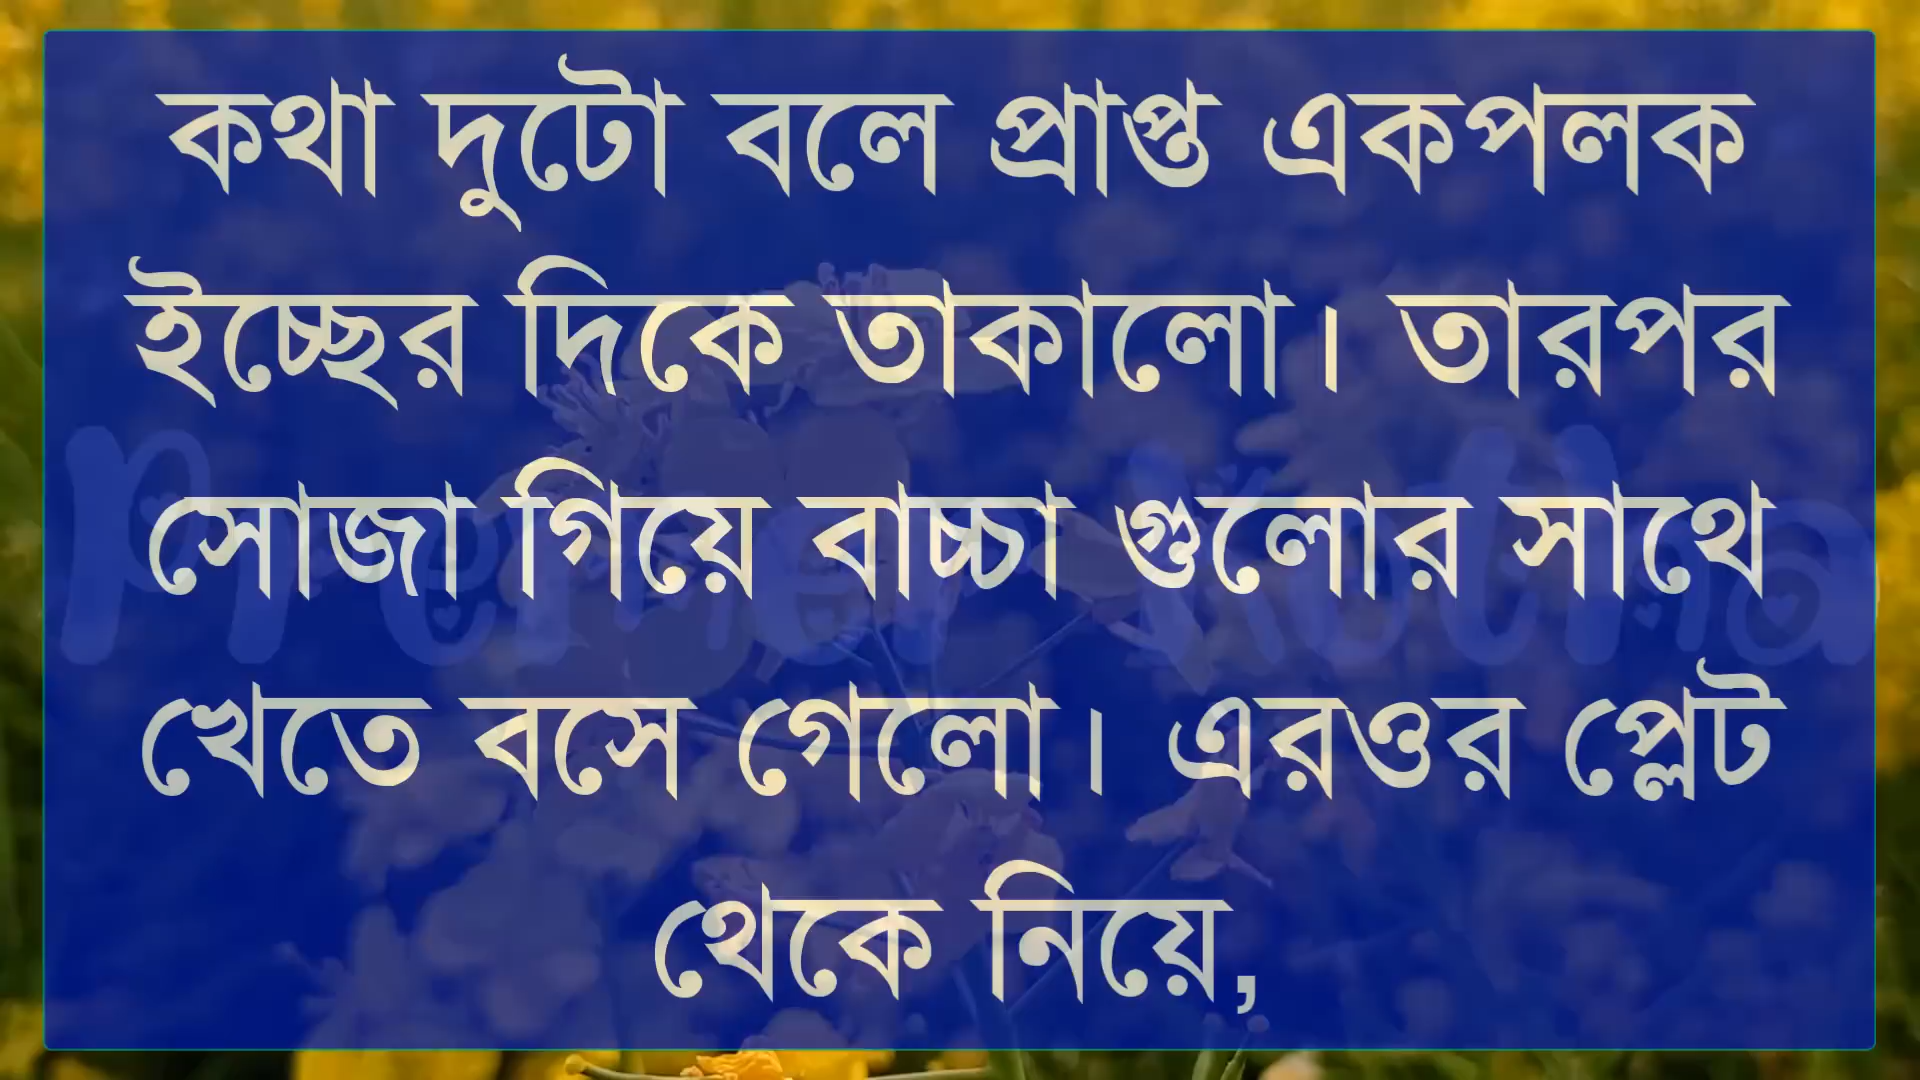 কথা দুটো বলে প্রাপ্ত একপলক
ইচ্ছের দিকে তাকালো। তারপর
সোজা গিয়ে বাচ্চা গুলোর সাথে
খেতে বসে গেলো। এরওর প্লেট
থেকে নিয়ে,